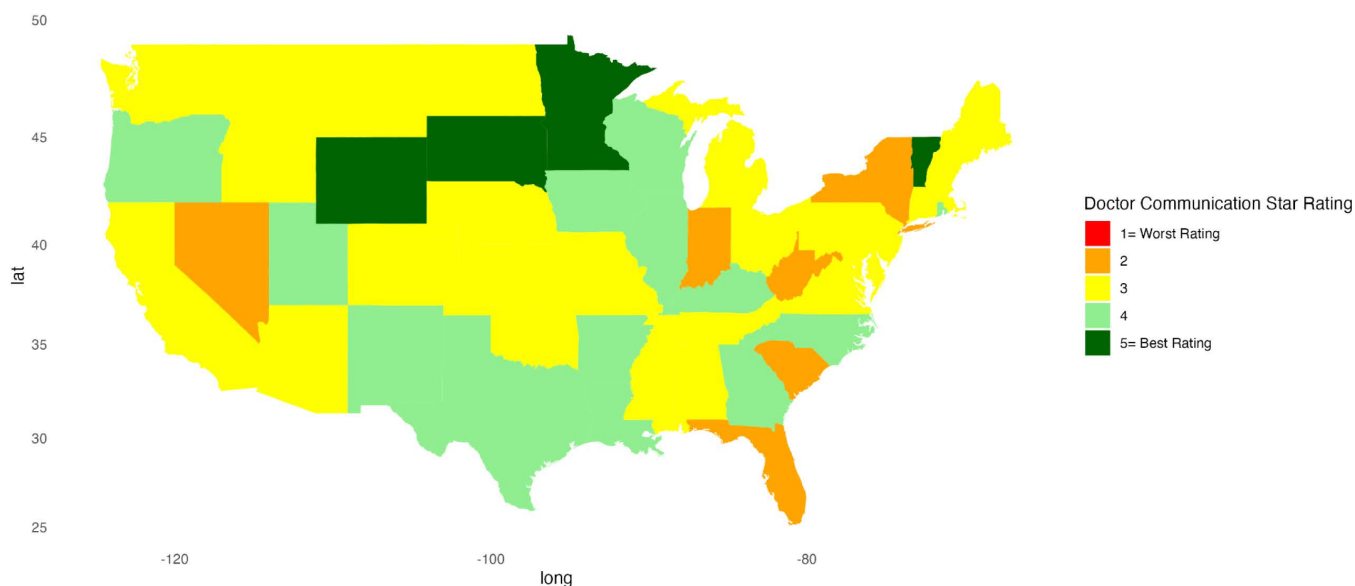 50
45
40
35
30
25
lat
-120
-100
-80
long
Doctor Communication Star Rating
1= Worst Rating
2
3
4
5= Best Rating